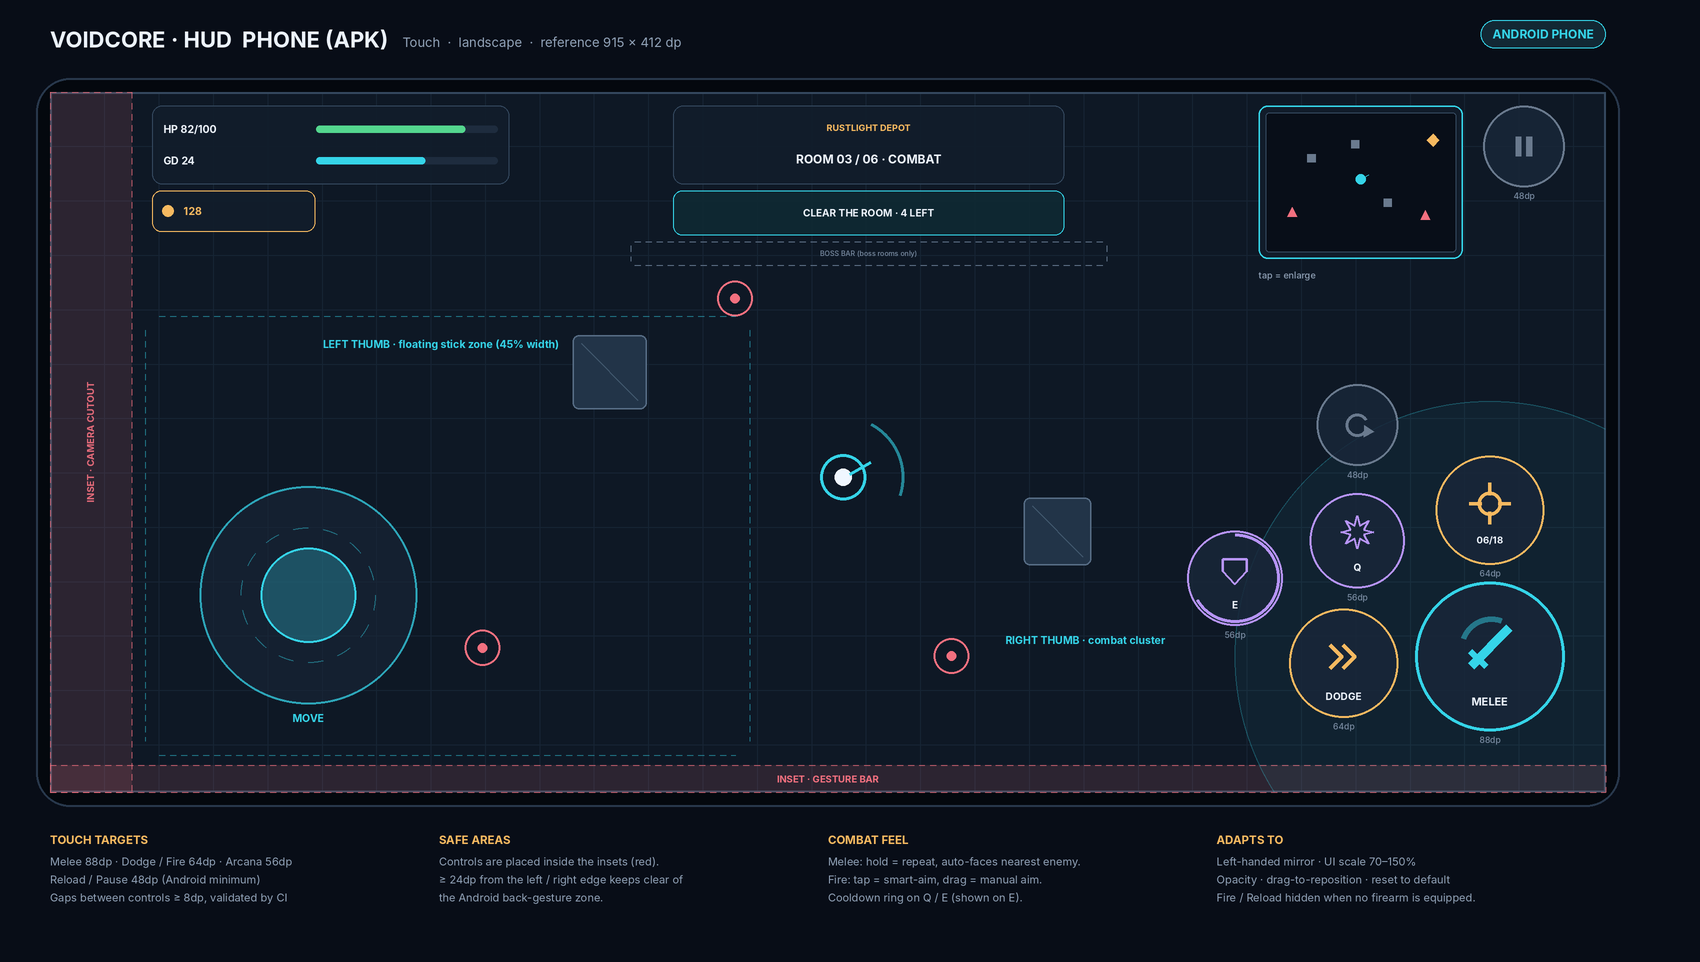 VOIDCORE · HUD PHONE (APK)
Touch · landscape · reference 915 × 412 dp
ANDROID PHONE
HP 82/100
GD 24
128
RUSTLIGHT DEPOT
ROOM 03 / 06 · COMBAT
CLEAR THE ROOM · 4 LEFT
BOSS BAR (boss rooms only)
48dp
tap = enlarge
LEFT THUMB · floating stick zone (45% width)
INSET · CAMERA CUTOUT
MOVE
48dp
06/18
64dp
Q
56dp
E
56dp
RIGHT THUMB · combat cluster
DODGE
64dp
MELEE
88dp
INSET · GESTURE BAR
TOUCH TARGETS
Melee 88dp · Dodge / Fire 64dp · Arcana 56dp
Reload / Pause 48dp (Android minimum)
Gaps between controls ≥ 8dp, validated by CI
SAFE AREAS
Controls are placed inside the insets (red).
≥ 24dp from the left / right edge keeps clear of
the Android back-gesture zone.
COMBAT FEEL
Melee: hold = repeat, auto-faces nearest enemy.
Fire: tap = smart-aim, drag = manual aim.
Cooldown ring on Q / E (shown on E).
ADAPTS TO
Left-handed mirror · UI scale 70–150%
Opacity · drag-to-reposition · reset to default
Fire / Reload hidden when no firearm is equipped.